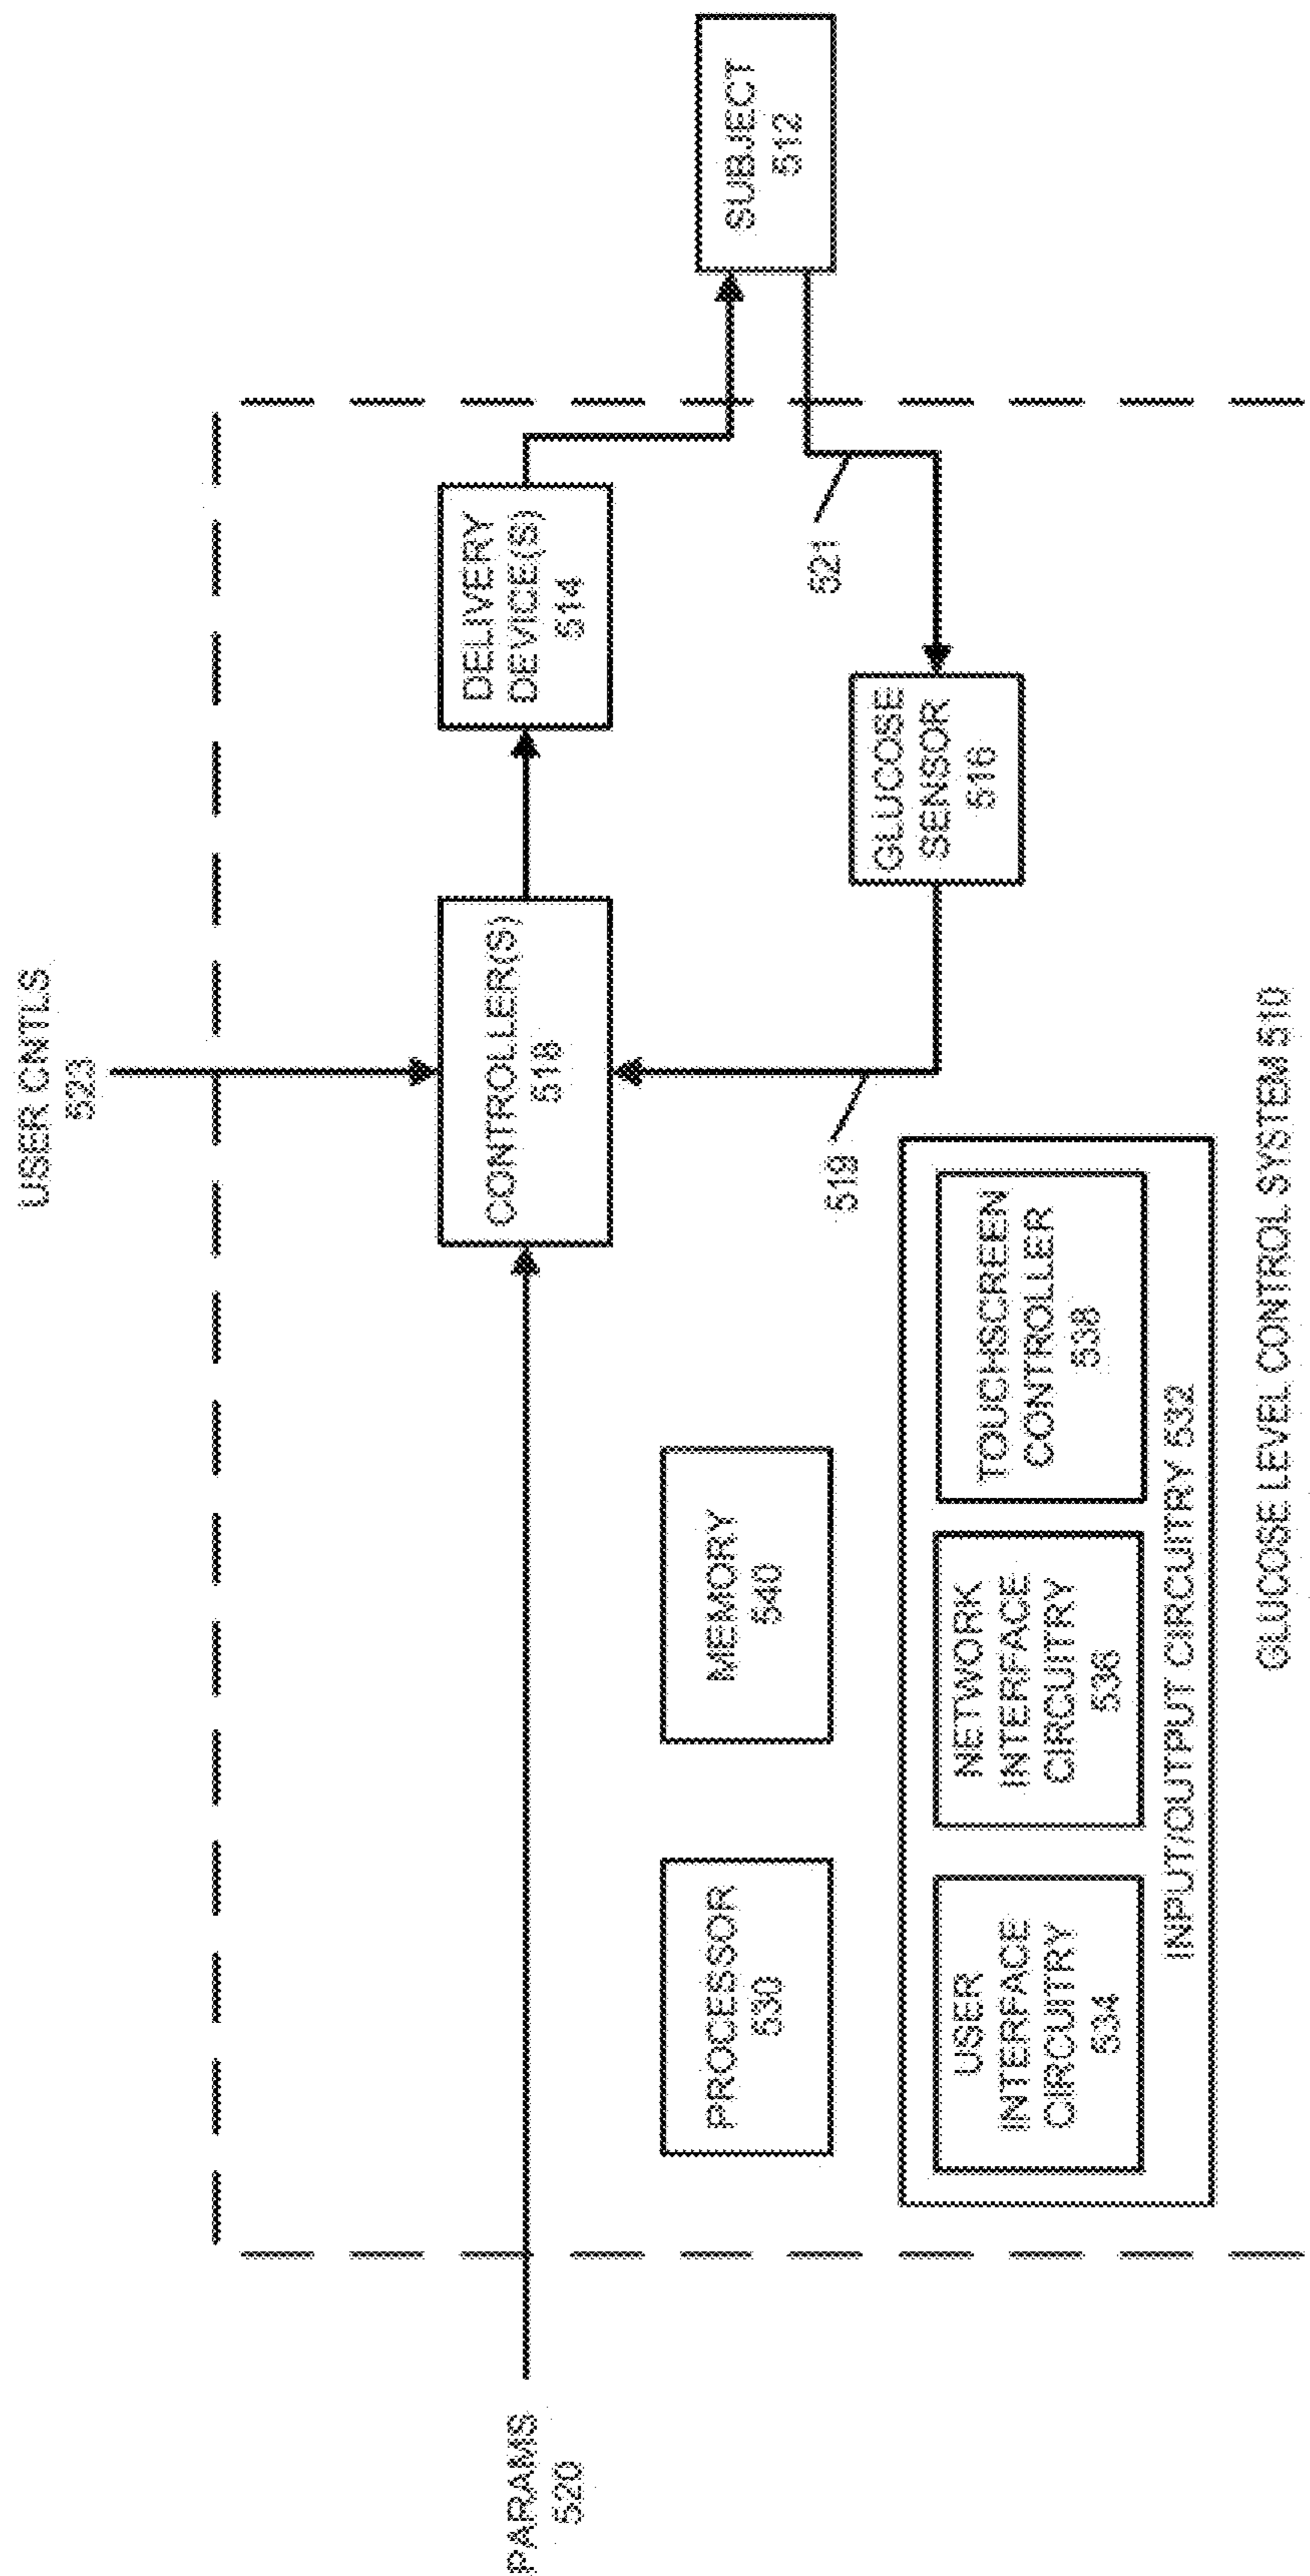 USER CNTLS
523
PARAMS
520
CONTROLLER(S)
518
DELIVERY
DEVICE(S)
514
SUBJECT
512
521
GLUCOSE
SENSOR
516
519
PROCESSOR
530
MEMORY
540
USER
INTERFACE
CIRCUITRY
534
NETWORK
INTERFACE
CIRCUITRY
536
TOUCHSCREEN
CONTROLLER
538
INPUT/OUTPUT CIRCUITRY 532
GLUCOSE LEVEL CONTROL SYSTEM 510